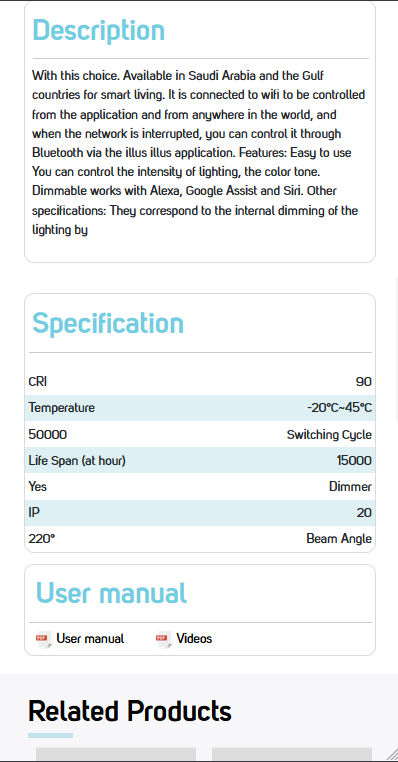 Description
With this choice. Available in Saudi Arabia and the Gulf
countries for smart living. It is connected to wifi to be controlled
from the application and from anywhere in the world, and
when the network is interrupted, you can control it through
Bluetooth via the illus illus application. Features: Easy to use
You can control the intensity of lighting, the color tone.
Dimmable works with Alexa, Google Assist and Siri. Other
specifications: They correspond to the internal dimming of the
lighting by
Specification
CRI 90
Temperature -20°C~45°C
50000 Switching Cycle
Life Span (at hour) 15000
Yes Dimmer
IP 20
220° Beam Angle
User manual
PDF User manual PDF Videos
Related Products